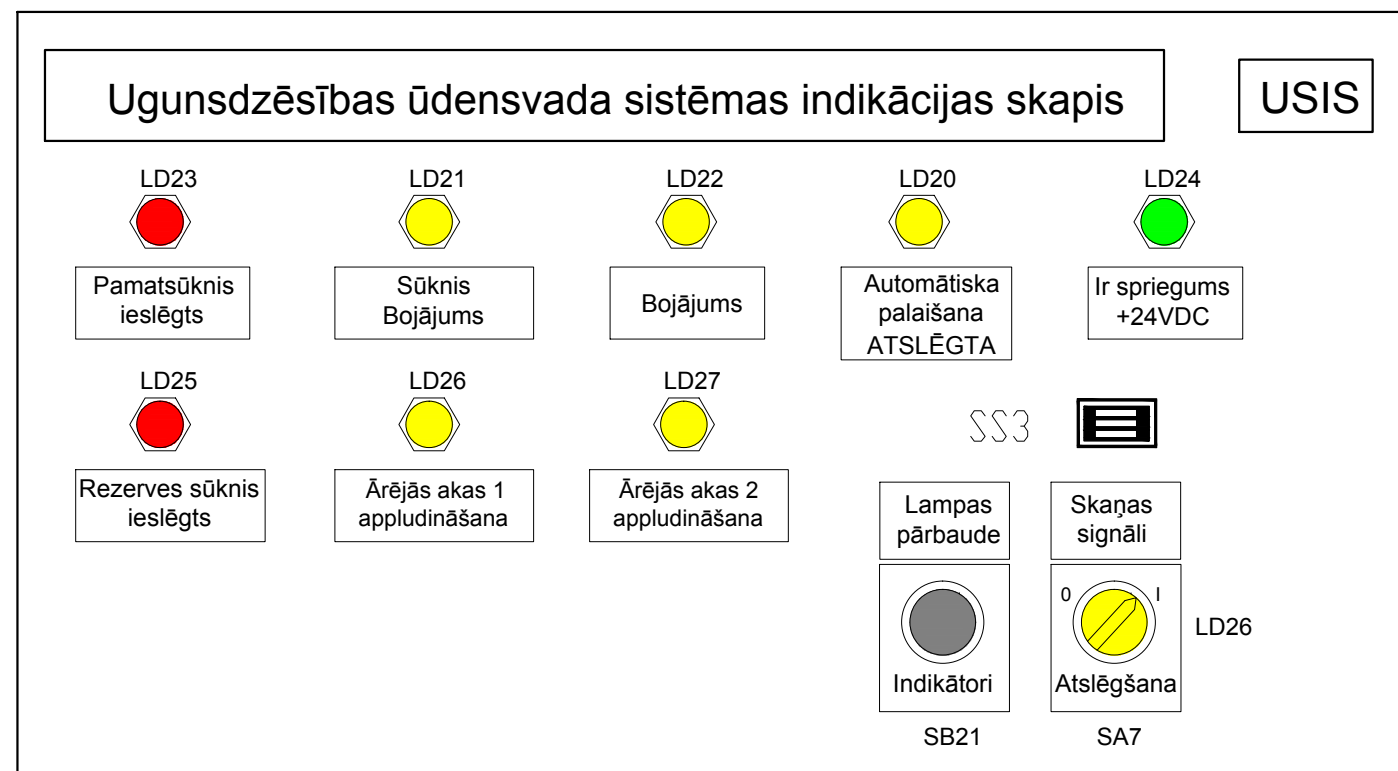 Ugunsdzēsības ūdensvada sistēmas indikācijas skapis
USIS
LD23
LD21
LD22
LD20
LD24
Pamatsūknis
ieslēgts
Sūknis
Bojājums
Bojājums
Automātiska
palaišana
ATSLĒGTA
Ir spriegums
+24VDC
LD25
LD26
LD27
SS3
Rezerves sūknis
ieslēgts
Ārējās akas 1
appludināšana
Ārējās akas 2
appludināšana
Lampas
pārbaude
Skaņas
signāli
0
I
LD26
Indikātori
Atslēgšana
SB21
SA7